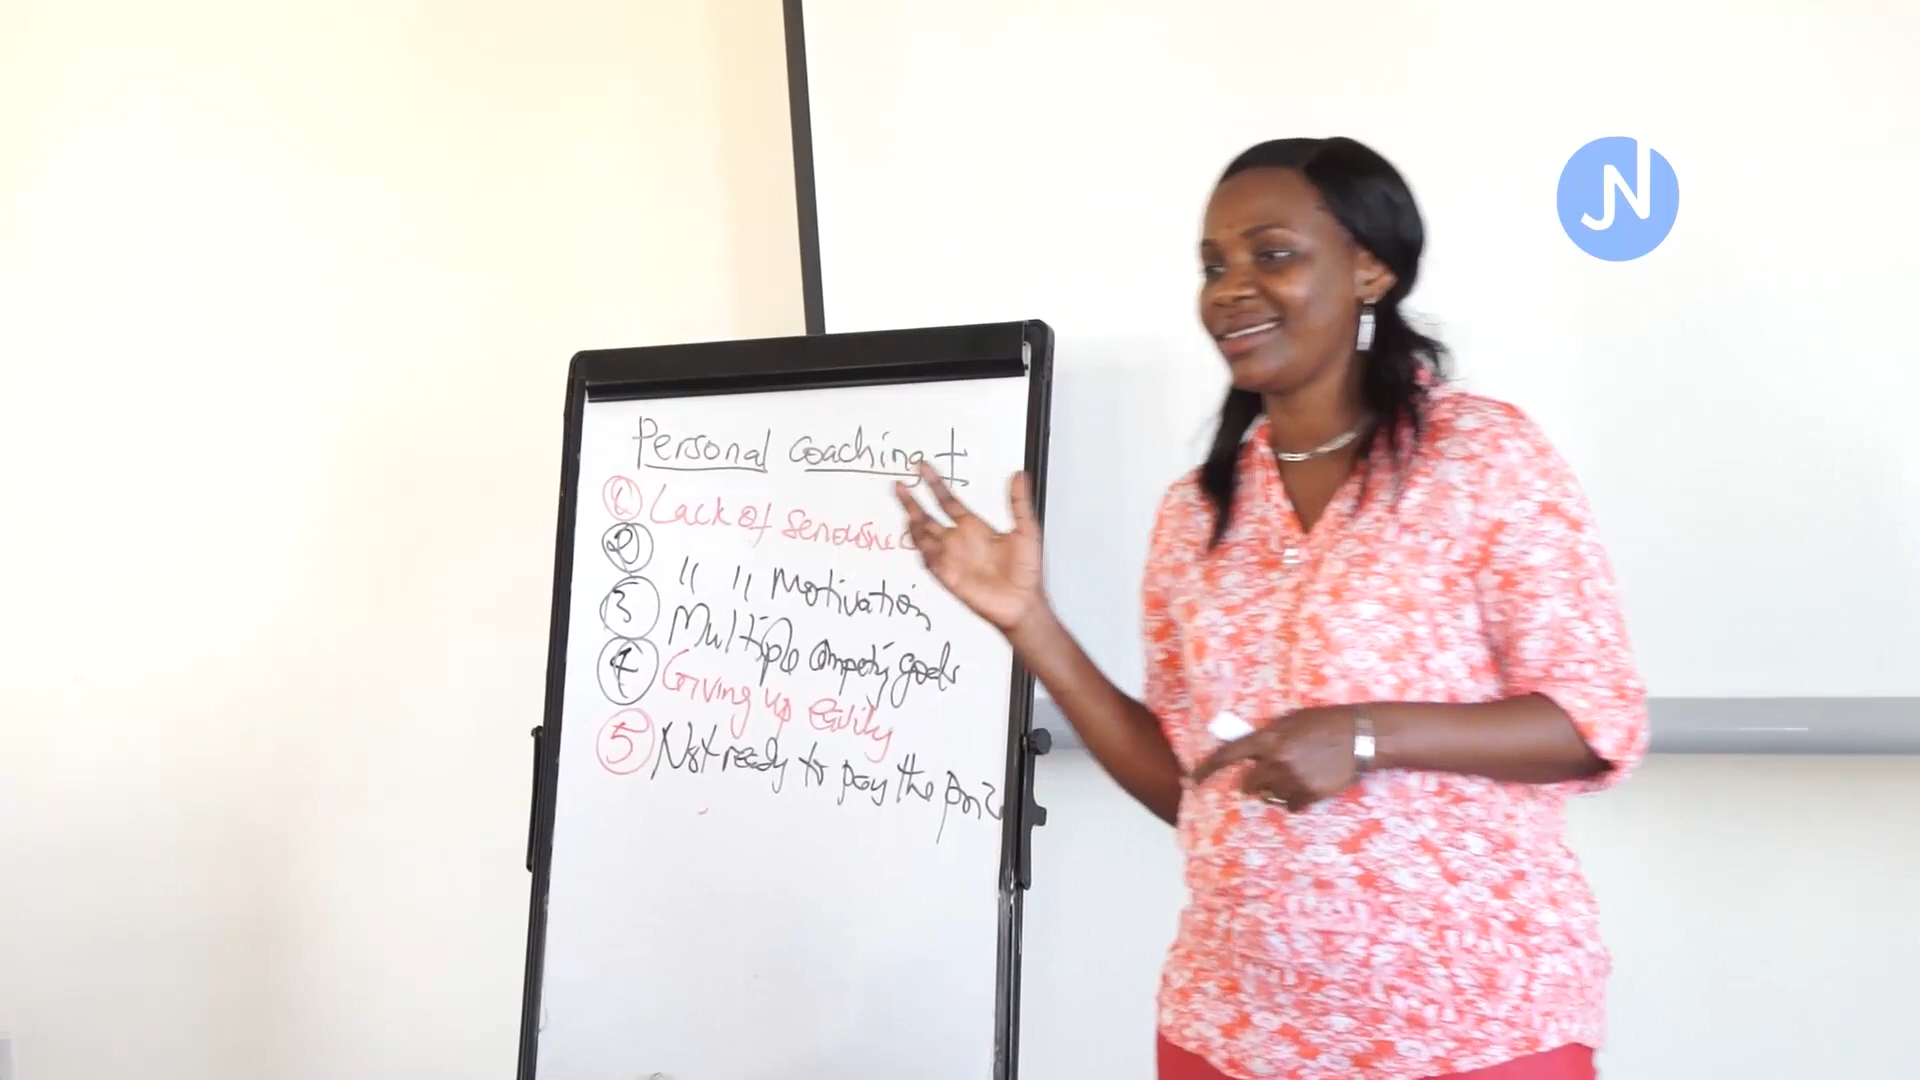 Personal coaching +
1 Lack of
2 " " Motivation
3 Multiple competing goals
4 Giving up easily
5 Not ready to pay the price
JN